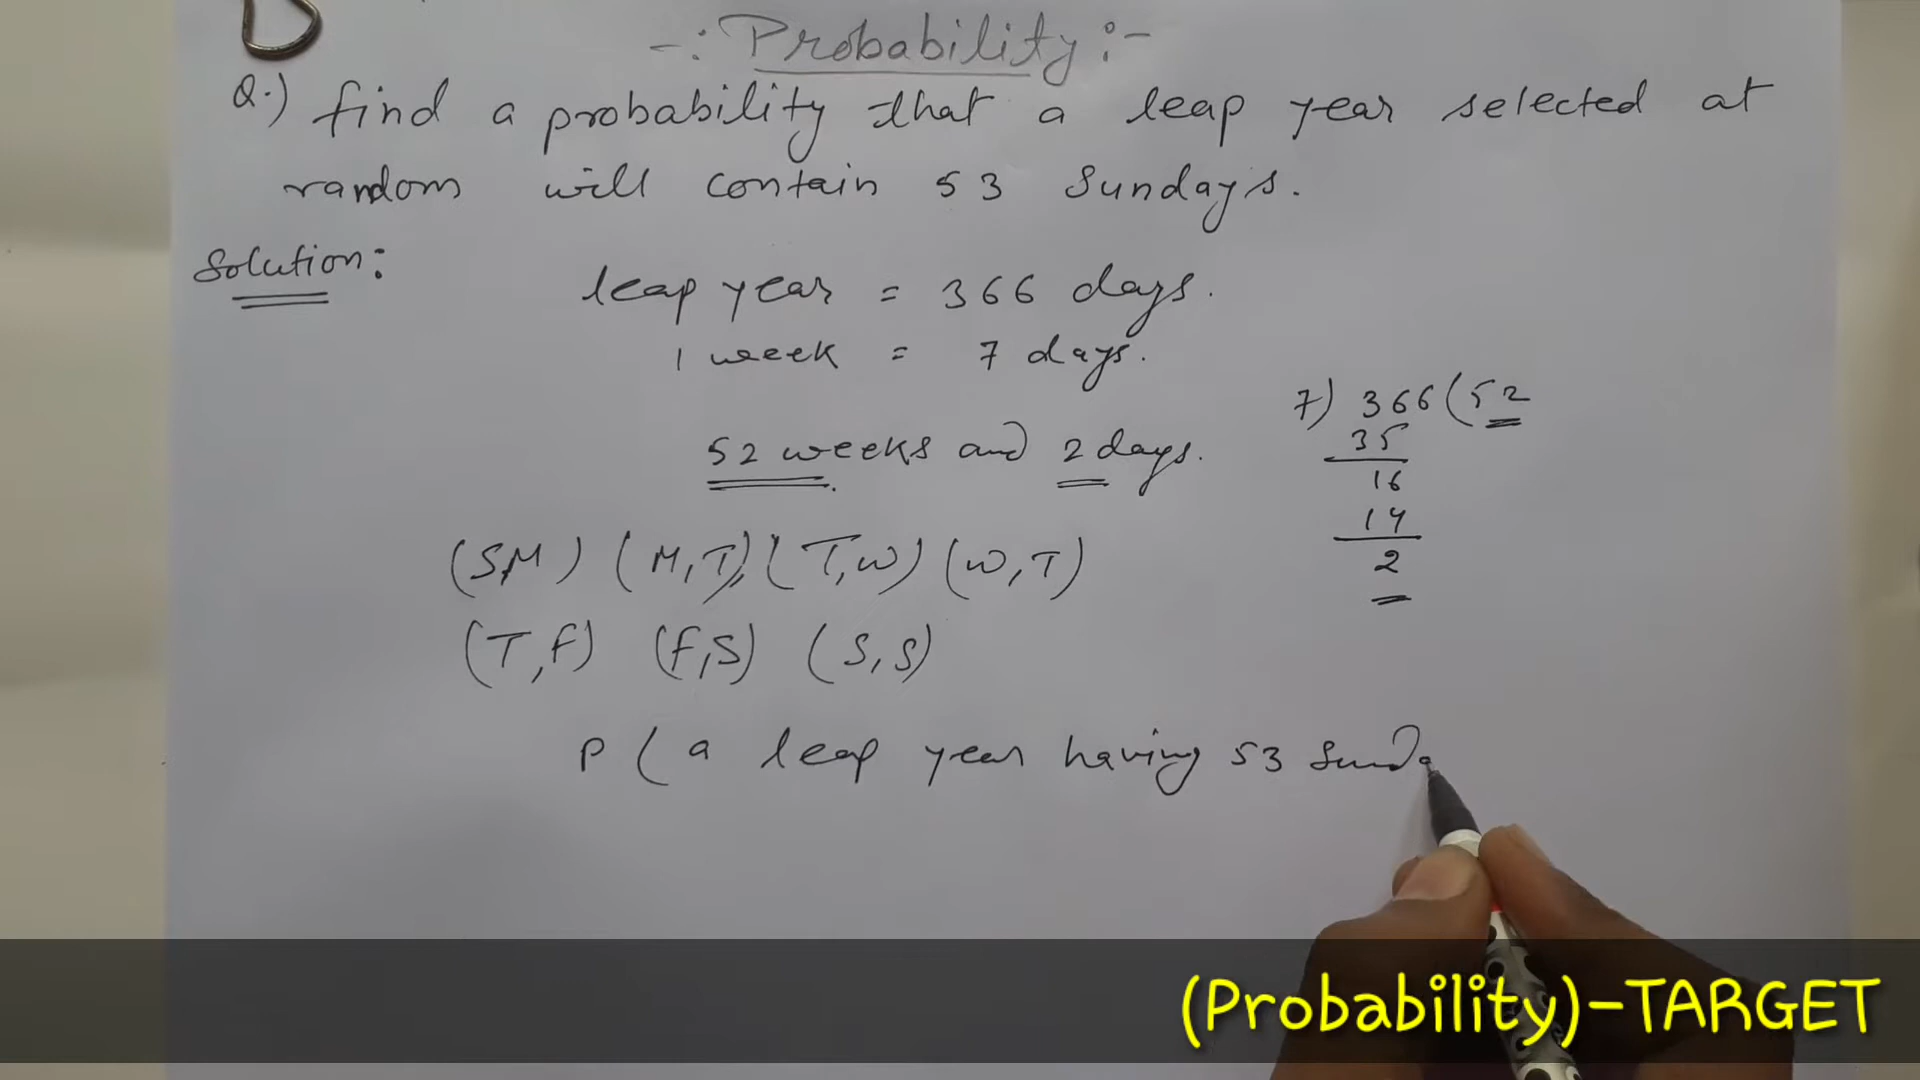 -: Probability :-
Q.) find a probability that a leap year selected at
random will contain 53 Sundays.
Solution:
leap year = 366 days.
1 week = 7 days.
7) 366 (52
35
16
14
2
52 weeks and 2 days.
(S,M) (M,T), (T,W) (W,T)
(T,F) (F,S) (S,S)
P ( a leap year having 53 Sunda
(Probability)-TARGET